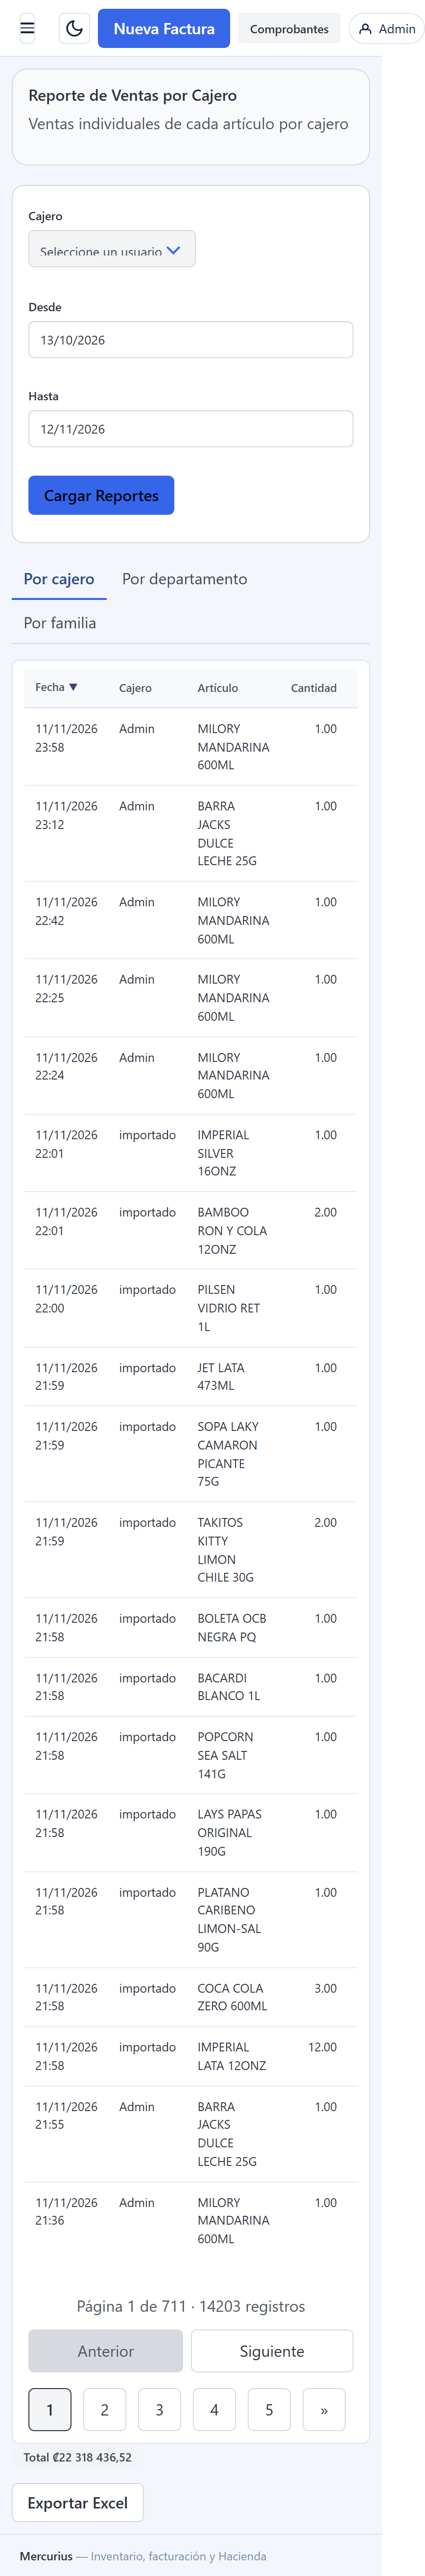 Nueva Factura Comprobantes Admin
Reporte de Ventas por Cajero
Ventas individuales de cada artículo por cajero
Cajero
Seleccione un usuario
Desde
13/10/2026
Hasta
12/11/2026
Cargar Reportes
Por cajero Por departamento
Por familia
Fecha ▼ Cajero Artículo Cantidad
11/11/2026 Admin MILORY 1.00
23:58 MANDARINA
600ML
11/11/2026 Admin BARRA 1.00
23:12 JACKS
DULCE
LECHE 25G
11/11/2026 Admin MILORY 1.00
22:42 MANDARINA
600ML
11/11/2026 Admin MILORY 1.00
22:25 MANDARINA
600ML
11/11/2026 Admin MILORY 1.00
22:24 MANDARINA
600ML
11/11/2026 importado IMPERIAL 1.00
22:01 SILVER
16ONZ
11/11/2026 importado BAMBOO 2.00
22:01 RON Y COLA
12ONZ
11/11/2026 importado PILSEN 1.00
22:00 VIDRIO RET
1L
11/11/2026 importado JET LATA 1.00
21:59 473ML
11/11/2026 importado SOPA LAKY 1.00
21:59 CAMARON
PICANTE
75G
11/11/2026 importado TAKITOS 2.00
21:59 KITTY
LIMON
CHILE 30G
11/11/2026 importado BOLETA OCB 1.00
21:58 NEGRA PQ
11/11/2026 importado BACARDI 1.00
21:58 BLANCO 1L
11/11/2026 importado POPCORN 1.00
21:58 SEA SALT
141G
11/11/2026 importado LAYS PAPAS 1.00
21:58 ORIGINAL
190G
11/11/2026 importado PLATANO 1.00
21:58 CARIBENO
LIMON-SAL
90G
11/11/2026 importado COCA COLA 3.00
21:58 ZERO 600ML
11/11/2026 importado IMPERIAL 12.00
21:58 LATA 12ONZ
11/11/2026 Admin BARRA 1.00
21:55 JACKS
DULCE
LECHE 25G
11/11/2026 Admin MILORY 1.00
21:36 MANDARINA
600ML
Página 1 de 711 · 14203 registros
Anterior Siguiente
1 2 3 4 5 »
Total ₡22 318 436,52
Exportar Excel
Mercurius — Inventario, facturación y Hacienda